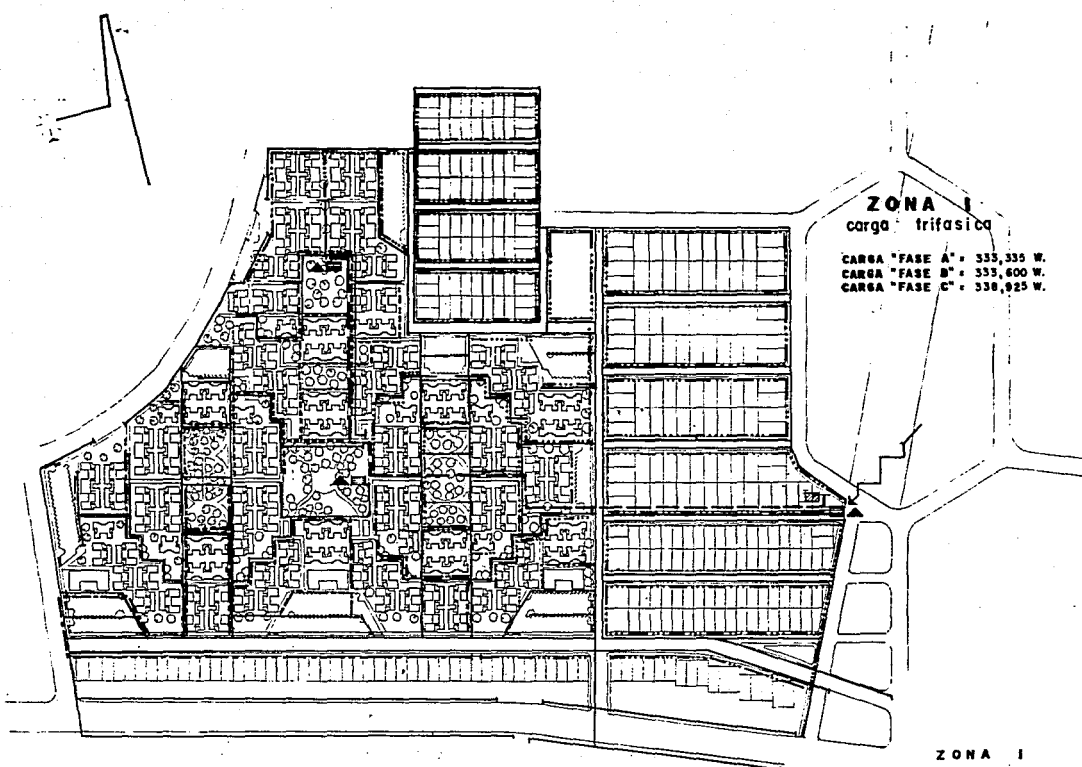 ZONA I
carga trifasica
CARGA "FASE A" = 333,335 W.
CARGA "FASE B" = 333,600 W.
CARGA "FASE C" = 338,925 W.
ZONA I